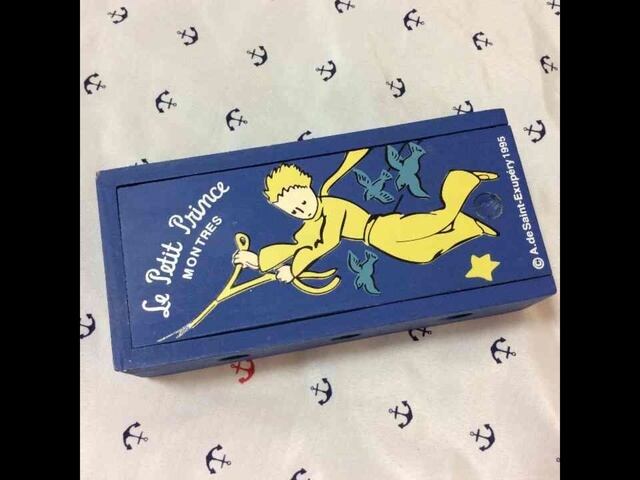 Le Petit Prince
MONTRES
© A.de Saint-Exupéry 1995